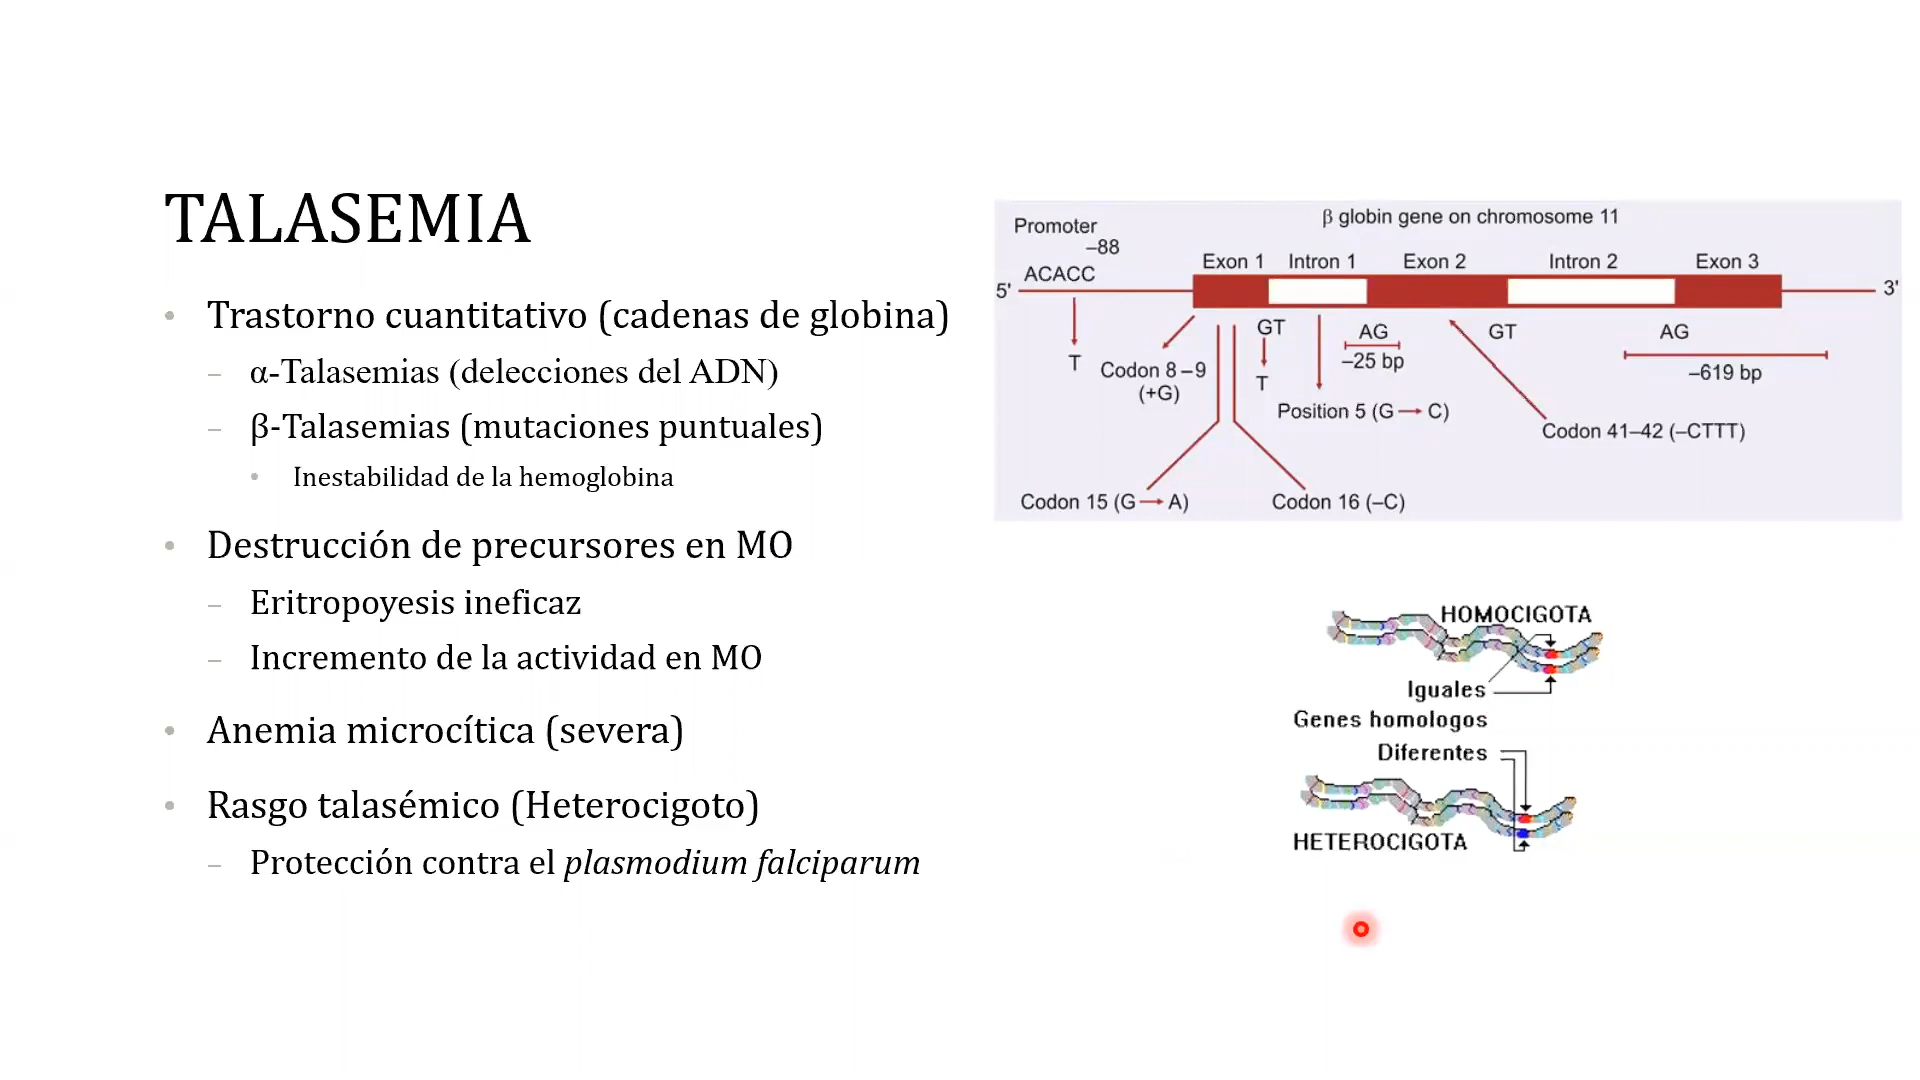 TALASEMIA
• Trastorno cuantitativo (cadenas de globina)
– α-Talasemias (delecciones del ADN)
– β-Talasemias (mutaciones puntuales)
• Inestabilidad de la hemoglobina
• Destrucción de precursores en MO
– Eritropoyesis ineficaz
– Incremento de la actividad en MO
• Anemia microcítica (severa)
• Rasgo talasémico (Heterocigoto)
– Protección contra el plasmodium falciparum
β globin gene on chromosome 11
Promoter
–88
ACACC
Exon 1 Intron 1 Exon 2 Intron 2 Exon 3
5' 3'
GT AG GT AG
T Codon 8–9 T –25 bp –619 bp
(+G)
Position 5 (G → C)
Codon 41–42 (–CTTT)
Codon 15 (G → A) Codon 16 (–C)
HOMOCIGOTA
Iguales
Genes homologos
Diferentes
HETEROCIGOTA